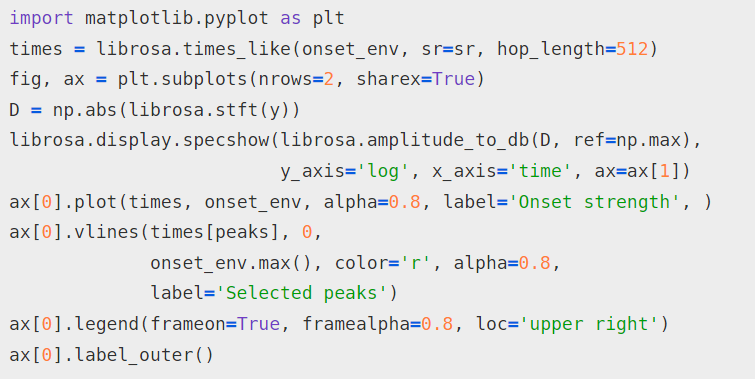 import matplotlib.pyplot as plt
times = librosa.times_like(onset_env, sr=sr, hop_length=512)
fig, ax = plt.subplots(nrows=2, sharex=True)
D = np.abs(librosa.stft(y))
librosa.display.specshow(librosa.amplitude_to_db(D, ref=np.max),
                         y_axis='log', x_axis='time', ax=ax[1])
ax[0].plot(times, onset_env, alpha=0.8, label='Onset strength', )
ax[0].vlines(times[peaks], 0,
             onset_env.max(), color='r', alpha=0.8,
             label='Selected peaks')
ax[0].legend(frameon=True, framealpha=0.8, loc='upper right')
ax[0].label_outer()